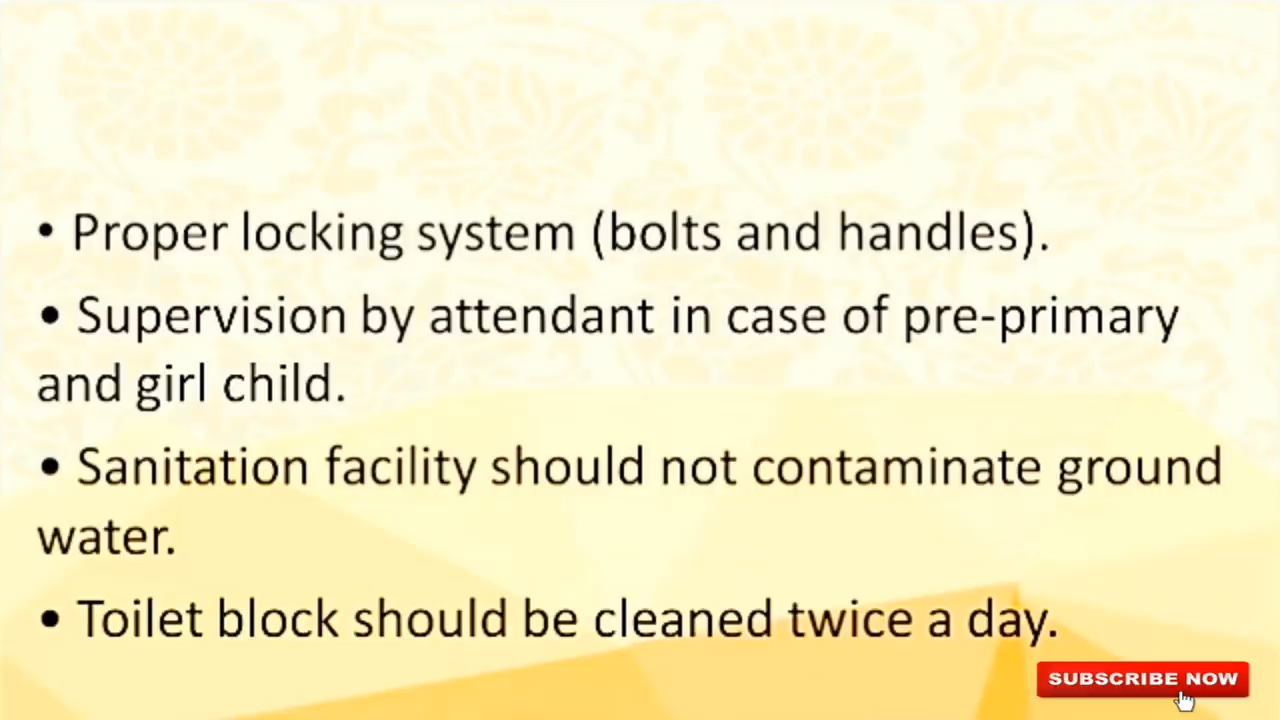 • Proper locking system (bolts and handles).
• Supervision by attendant in case of pre-primary
and girl child.
• Sanitation facility should not contaminate ground
water.
• Toilet block should be cleaned twice a day.
SUBSCRIBE NOW